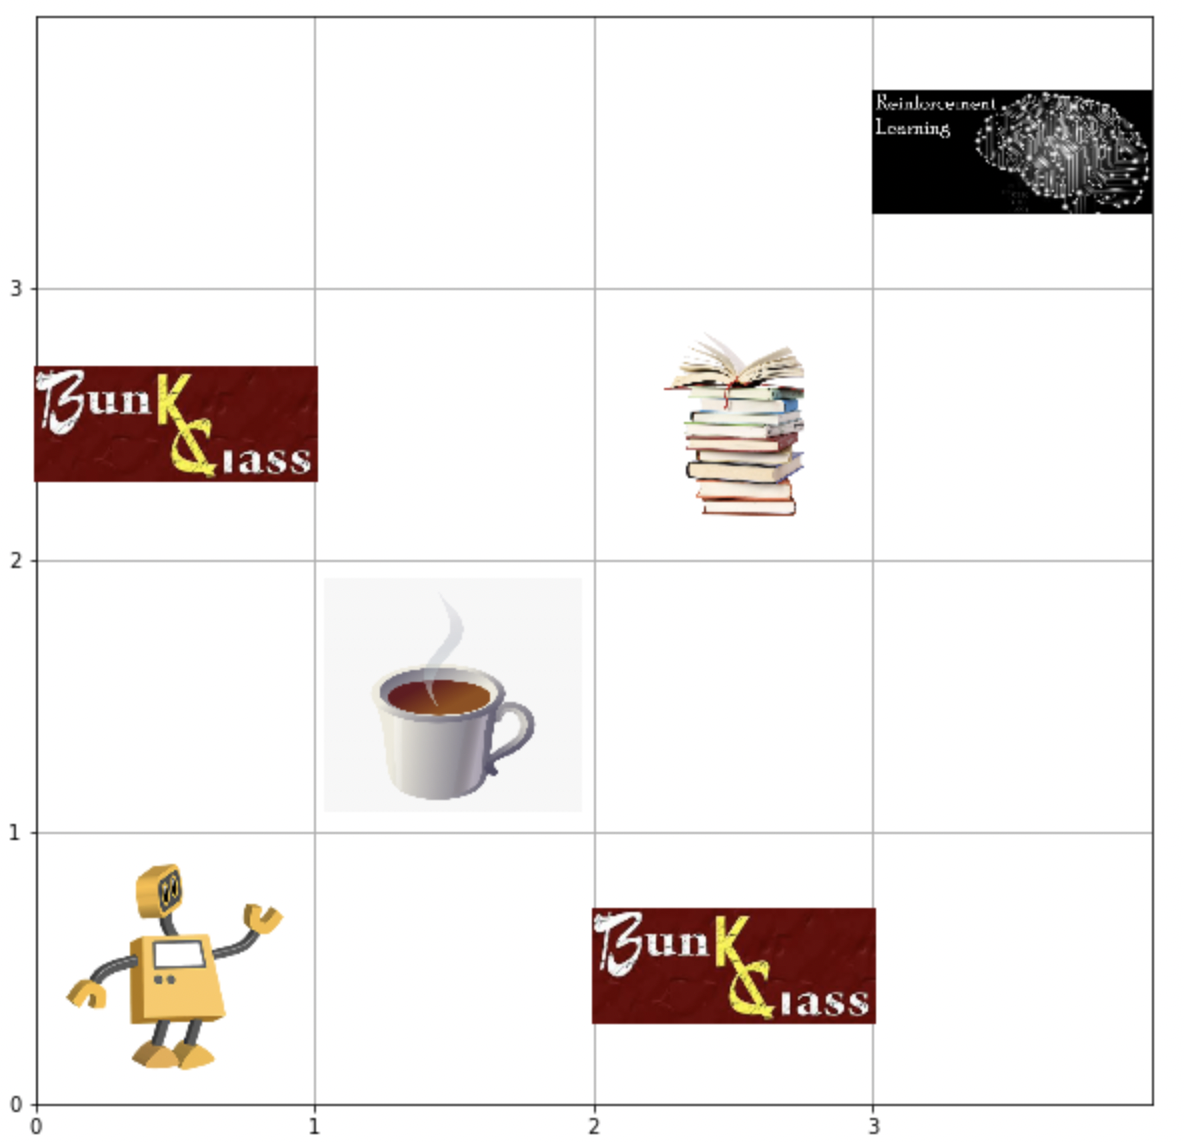 Reinforcement
Learning
3
BunK
Class
2
1
BunK
Class
0
0 1 2 3